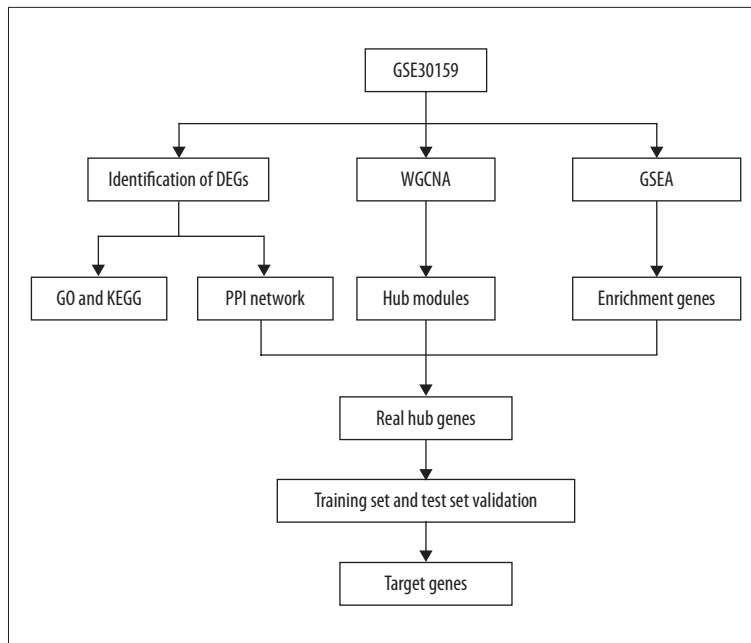 GSE30159
Identification of DEGs
WGCNA
GSEA
GO and KEGG
PPI network
Hub modules
Enrichment genes
Real hub genes
Training set and test set validation
Target genes